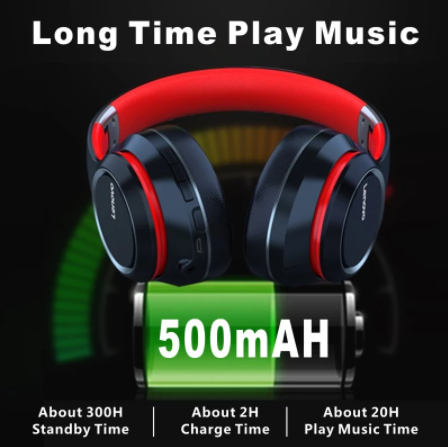 Long Time Play Music
500mAH
About 300H
Standby Time
About 2H
Charge Time
About 20H
Play Music Time